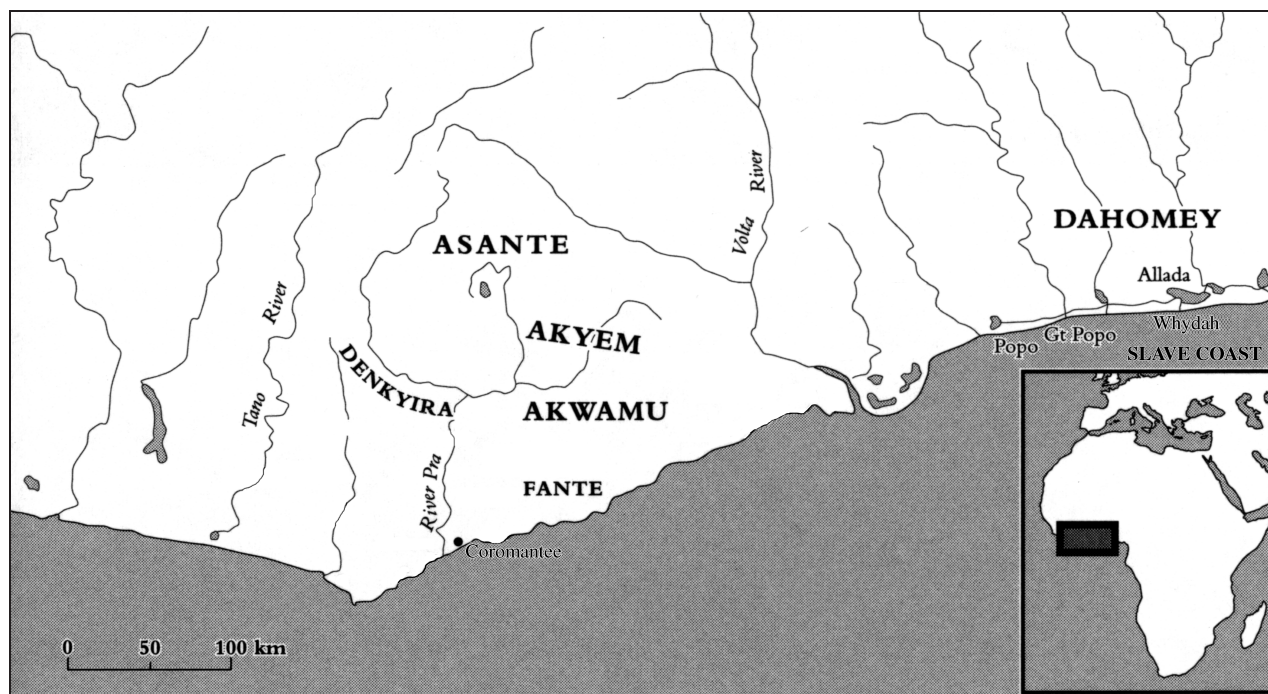 Volta River
DAHOMEY
ASANTE
Allada
Tano River
Whydah
Gt Popo
Popo
SLAVE COAST
AKYEM
DENKYIRA
AKWAMU
River Pra
FANTE
Coromantee
0 50 100 km